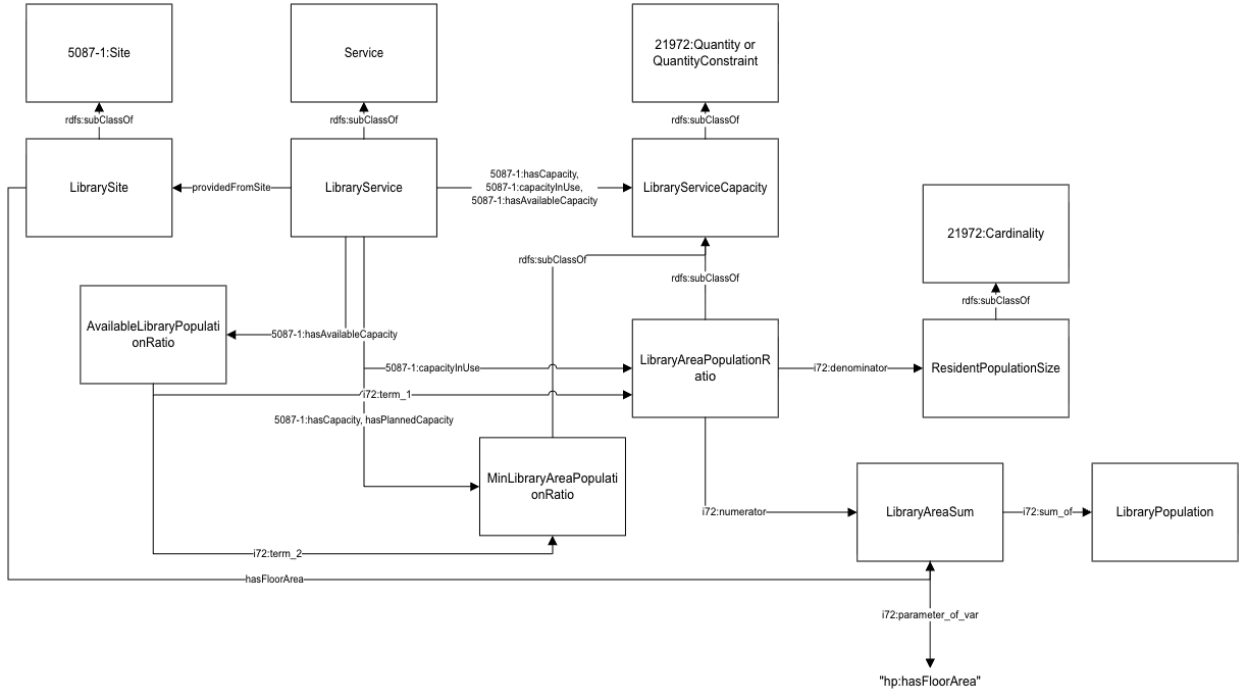 5087-1:Site
Service
21972:Quantity or
QuantityConstraint
rdfs:subClassOf
rdfs:subClassOf
rdfs:subClassOf
LibrarySite
providedFromSite
LibraryService
5087-1:hasCapacity,
5087-1:capacityInUse,
5087-1:hasAvailableCapacity
LibraryServiceCapacity
21972:Cardinality
rdfs:subClassOf
rdfs:subClassOf
rdfs:subClassOf
AvailableLibraryPopulati
onRatio
5087-1:hasAvailableCapacity
LibraryAreaPopulationR
atio
5087-1:capacityInUse
i72:denominator
ResidentPopulationSize
i72:term_1
5087-1:hasCapacity, hasPlannedCapacity
MinLibraryAreaPopulati
onRatio
i72:numerator
LibraryAreaSum
i72:sum_of
LibraryPopulation
i72:term_2
hasFloorArea
i72:parameter_of_var
"hp:hasFloorArea"